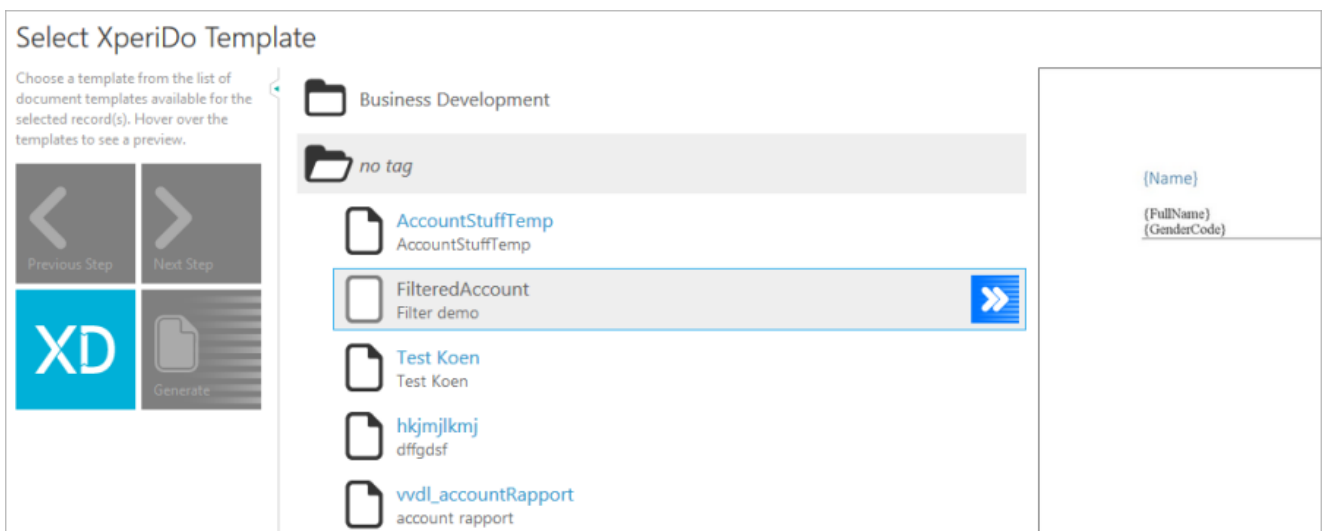 Select XperiDo Template
Choose a template from the list of
document templates available for the
selected record(s). Hover over the
templates to see a preview.
Previous Step
Next Step
XD
Generate
Business Development
no tag
AccountStuffTemp
AccountStuffTemp
FilteredAccount
Filter demo
Test Koen
Test Koen
hkjmjlkmj
dffgdsf
vvdl_accountRapport
account rapport
{Name}
{FullName}
{GenderCode}